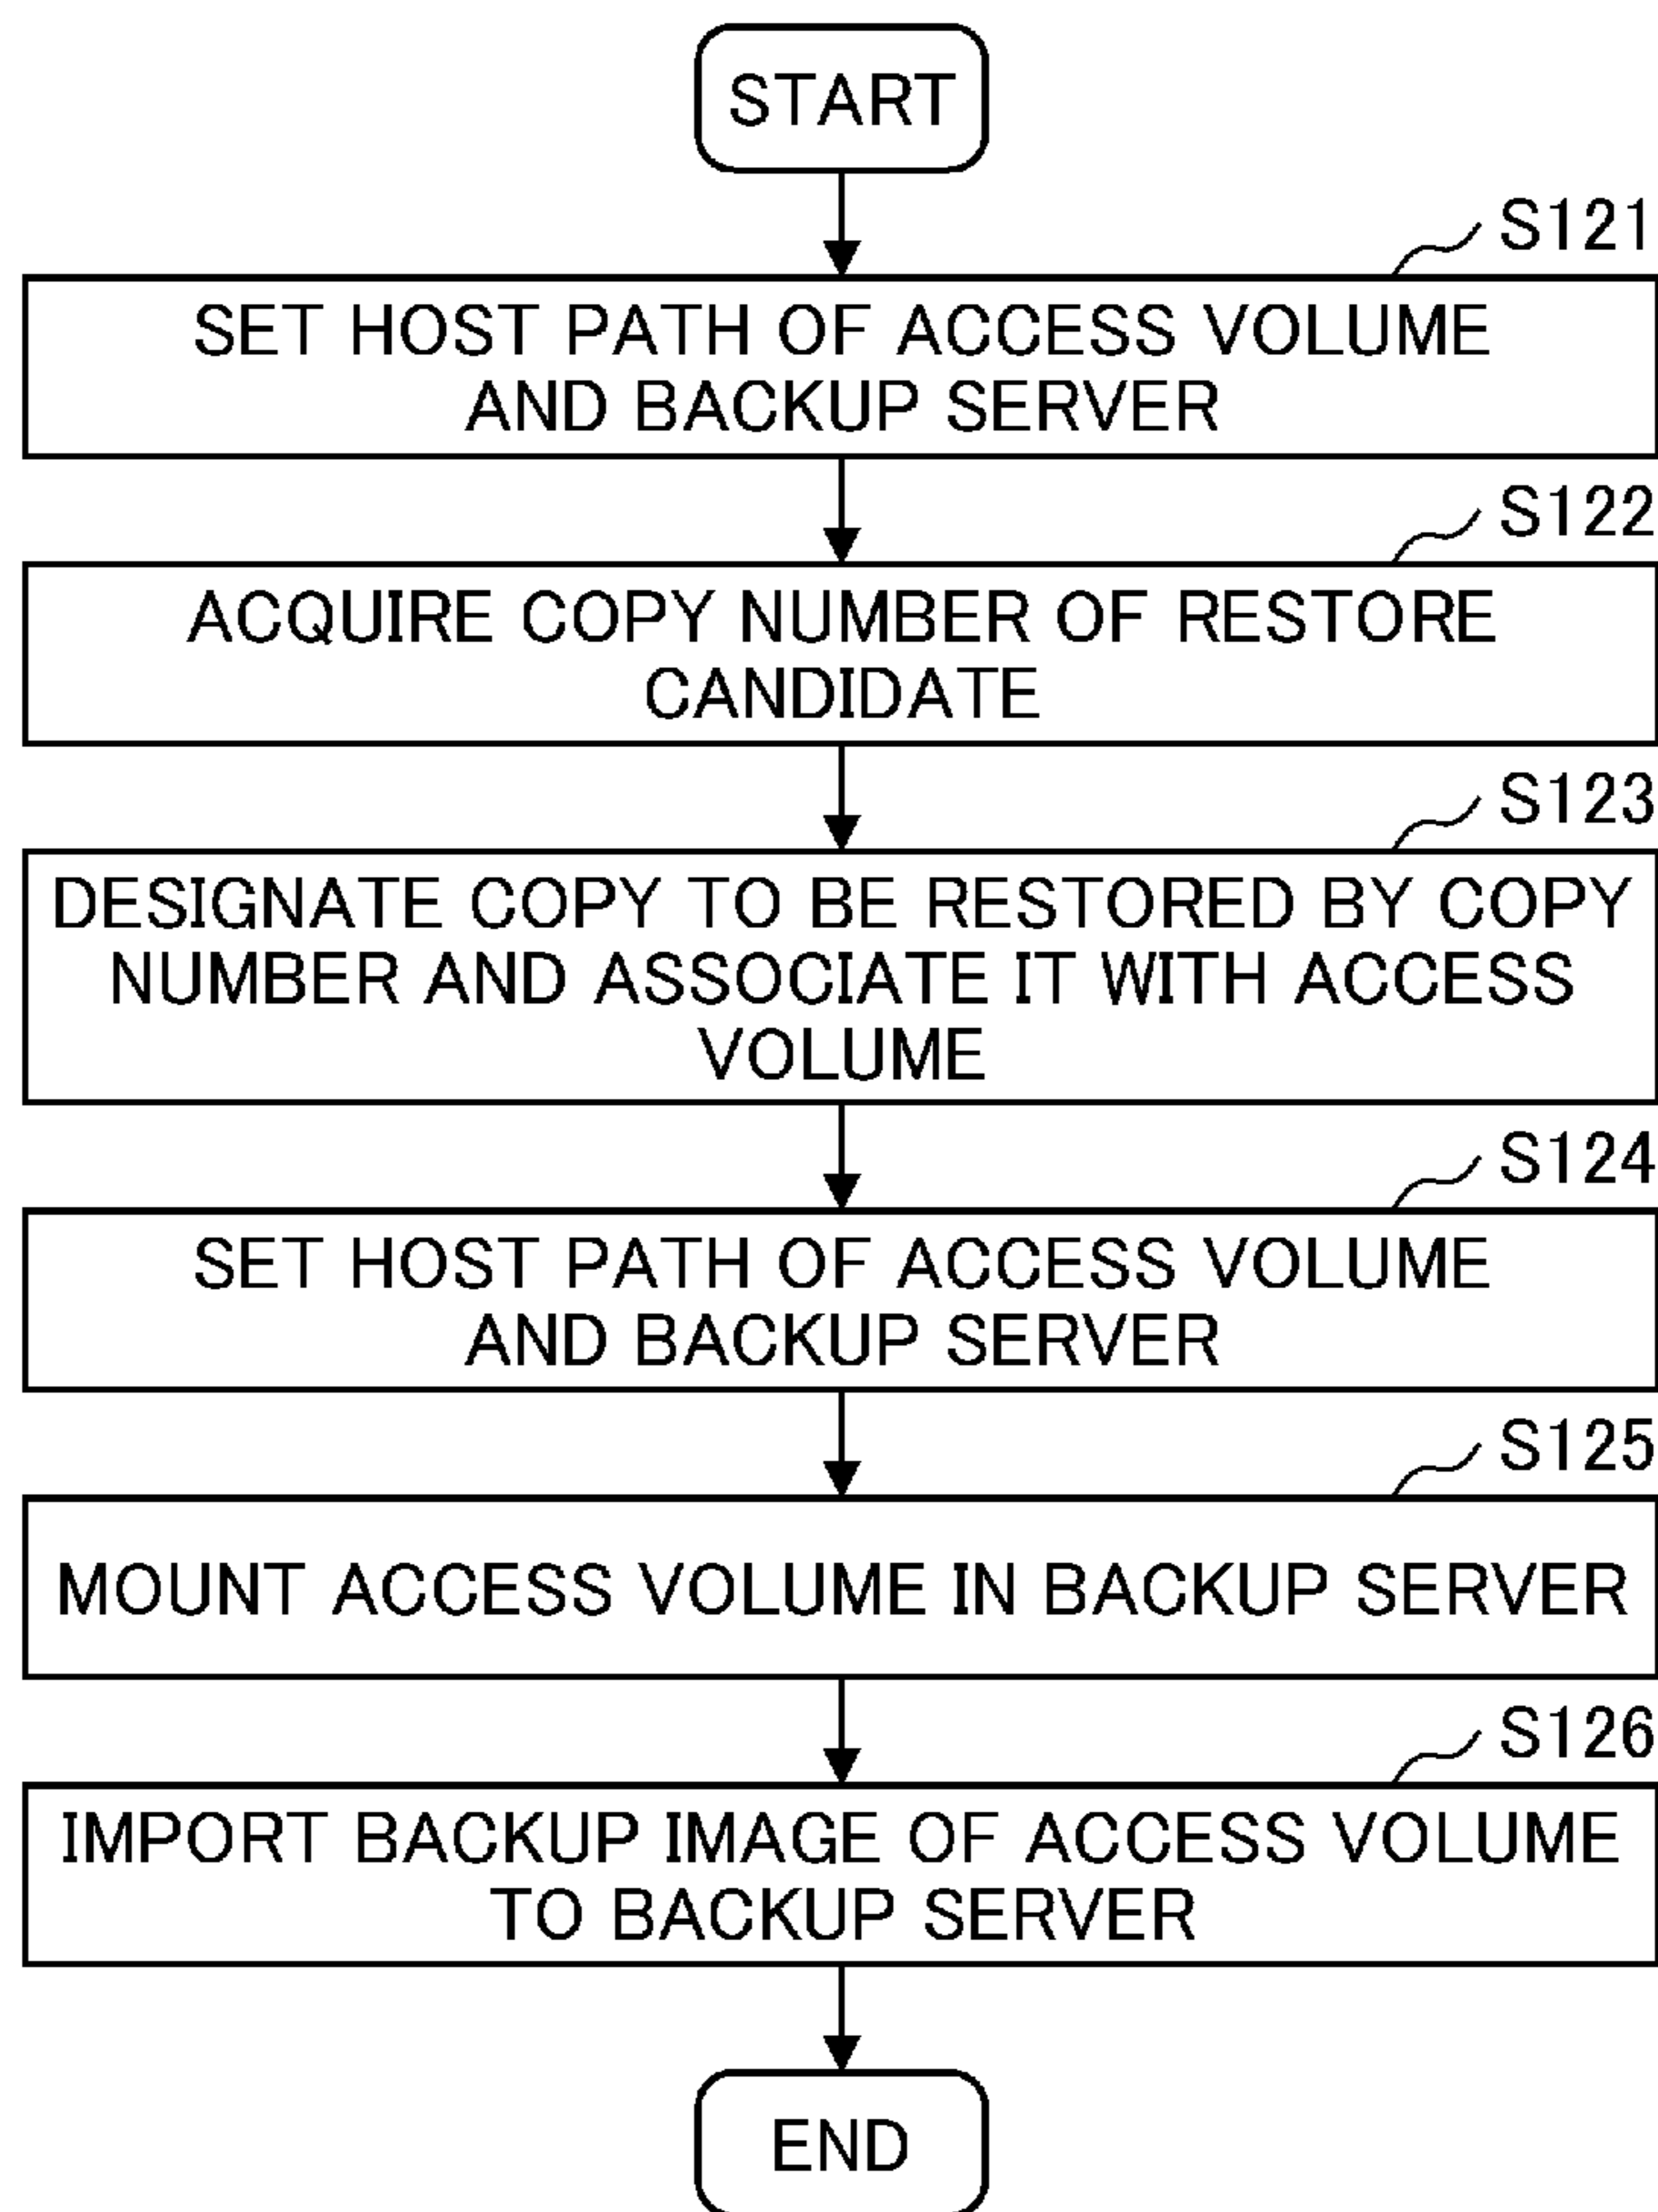 START
S121
SET HOST PATH OF ACCESS VOLUME
AND BACKUP SERVER
S122
ACQUIRE COPY NUMBER OF RESTORE
CANDIDATE
S123
DESIGNATE COPY TO BE RESTORED BY COPY
NUMBER AND ASSOCIATE IT WITH ACCESS
VOLUME
S124
SET HOST PATH OF ACCESS VOLUME
AND BACKUP SERVER
S125
MOUNT ACCESS VOLUME IN BACKUP SERVER
S126
IMPORT BACKUP IMAGE OF ACCESS VOLUME
TO BACKUP SERVER
END